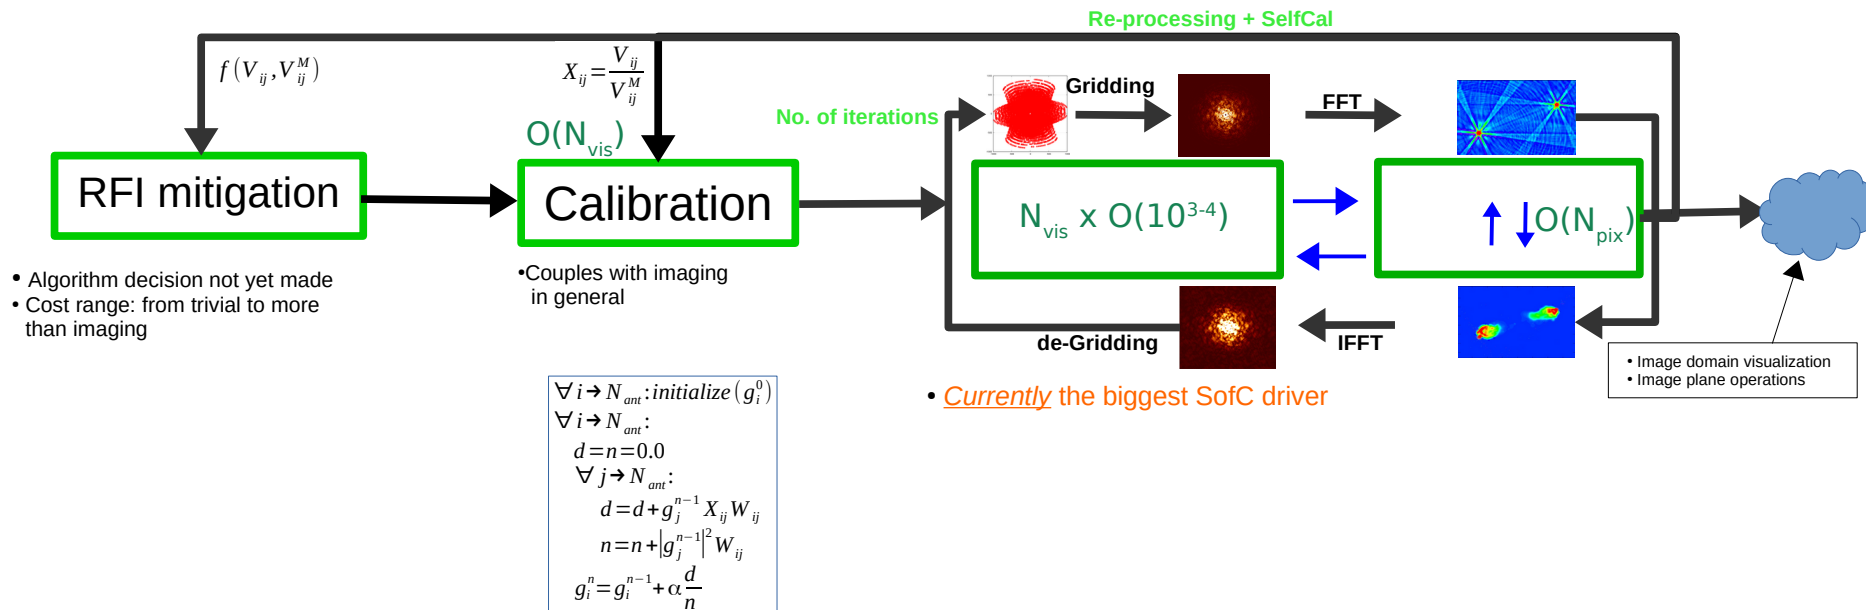 Re-processing + SelfCal
f(V_ij, V_ij^M)
X_ij = V_ij / V_ij^M
Gridding
FFT
No. of iterations
O(N_vis)
RFI mitigation
Calibration
N_vis x O(10^3-4)
O(N_pix)
• Algorithm decision not yet made
• Cost range: from trivial to more
than imaging
•Couples with imaging
in general
de-Gridding
IFFT
• Image domain visualization
• Image plane operations
• Currently the biggest SofC driver
∀ i → N_ant : initialize(g_i^0)
∀ i → N_ant :
d = n = 0.0
∀ j → N_ant :
d = d + g_j^{n-1} X_ij W_ij
n = n + |g_j^{n-1}|^2 W_ij
g_i^n = g_i^{n-1} + α d/n